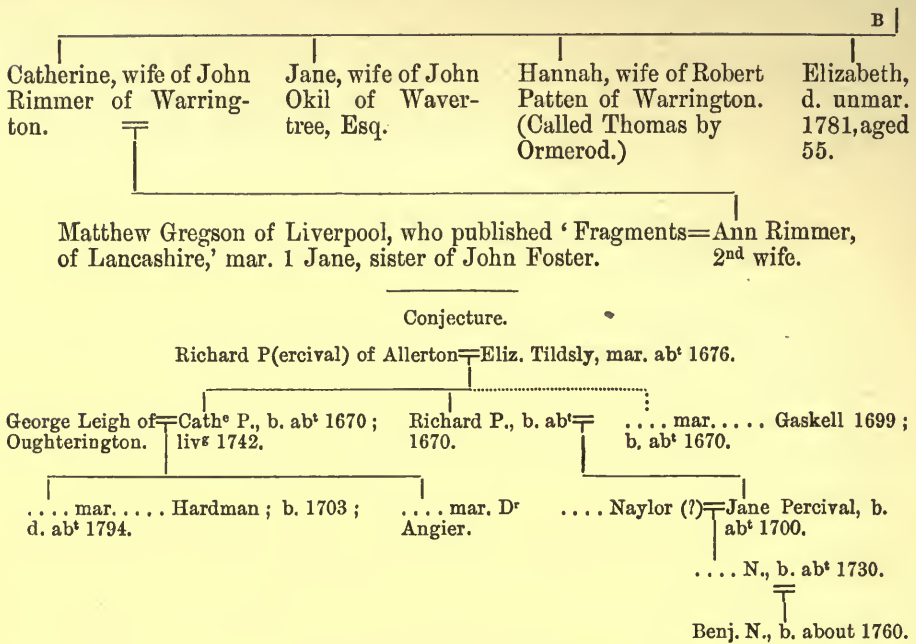 B
Catherine, wife of John
Rimmer of Warring-
ton.
Jane, wife of John
Okil of Waver-
tree, Esq.
Hannah, wife of Robert
Patten of Warrington.
(Called Thomas by
Ormerod.)
Elizabeth,
d. unmar.
1781, aged
55.
Matthew Gregson of Liverpool, who published ‘ Fragments=Ann Rimmer,
of Lancashire,’ mar. 1 Jane, sister of John Foster. 2nd wife.
Conjecture.
Richard P(ercival) of Allerton=Eliz. Tildsly, mar. abt 1676.
George Leigh of
Oughterington.
=Cathe P., b. abt 1670 ;
livg 1742.
Richard P., b. abt=
1670.
. . . . mar. . . . . Gaskell 1699 ;
b. abt 1670.
. . . . mar. . . . . Hardman ; b. 1703 ;
d. abt 1794.
. . . . mar. Dr
Angier.
. . . . Naylor (?)=Jane Percival, b.
abt 1700.
. . . . N., b. abt 1730.
Benj. N., b. about 1760.